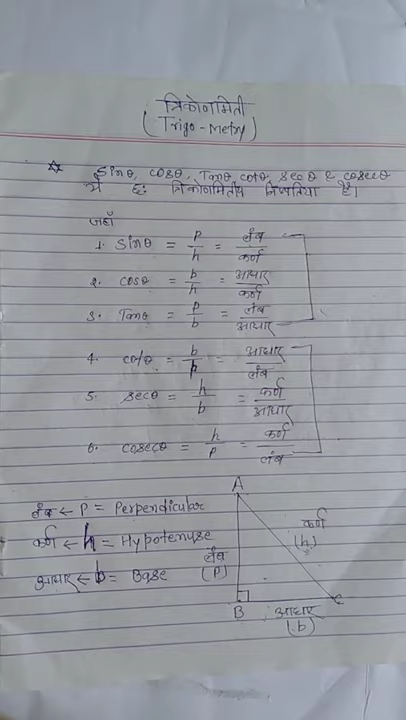 त्रिकोणमिती
(Trigo-Metry)
☆ Sinθ, cosθ, Tanθ, cotθ, sec θ & cosecθ
ये छः त्रिकोणमितीय निष्पतिया है।
जहाँ
1. Sinθ = P/h = लंब/कर्ण
2. cosθ = b/h = आधार/कर्ण
3. Tanθ = P/b = लंब/आधार
4. cotθ = b/p = आधार/लंब
5. secθ = h/b = कर्ण/आधार
6. cosecθ = h/P = कर्ण/लंब
लंब ← P = Perpendicular
कर्ण ← h = Hypotenuse
आधार ← b = Base
A
कर्ण
(h)
लंब
(P)
B
आधार
(b)
C